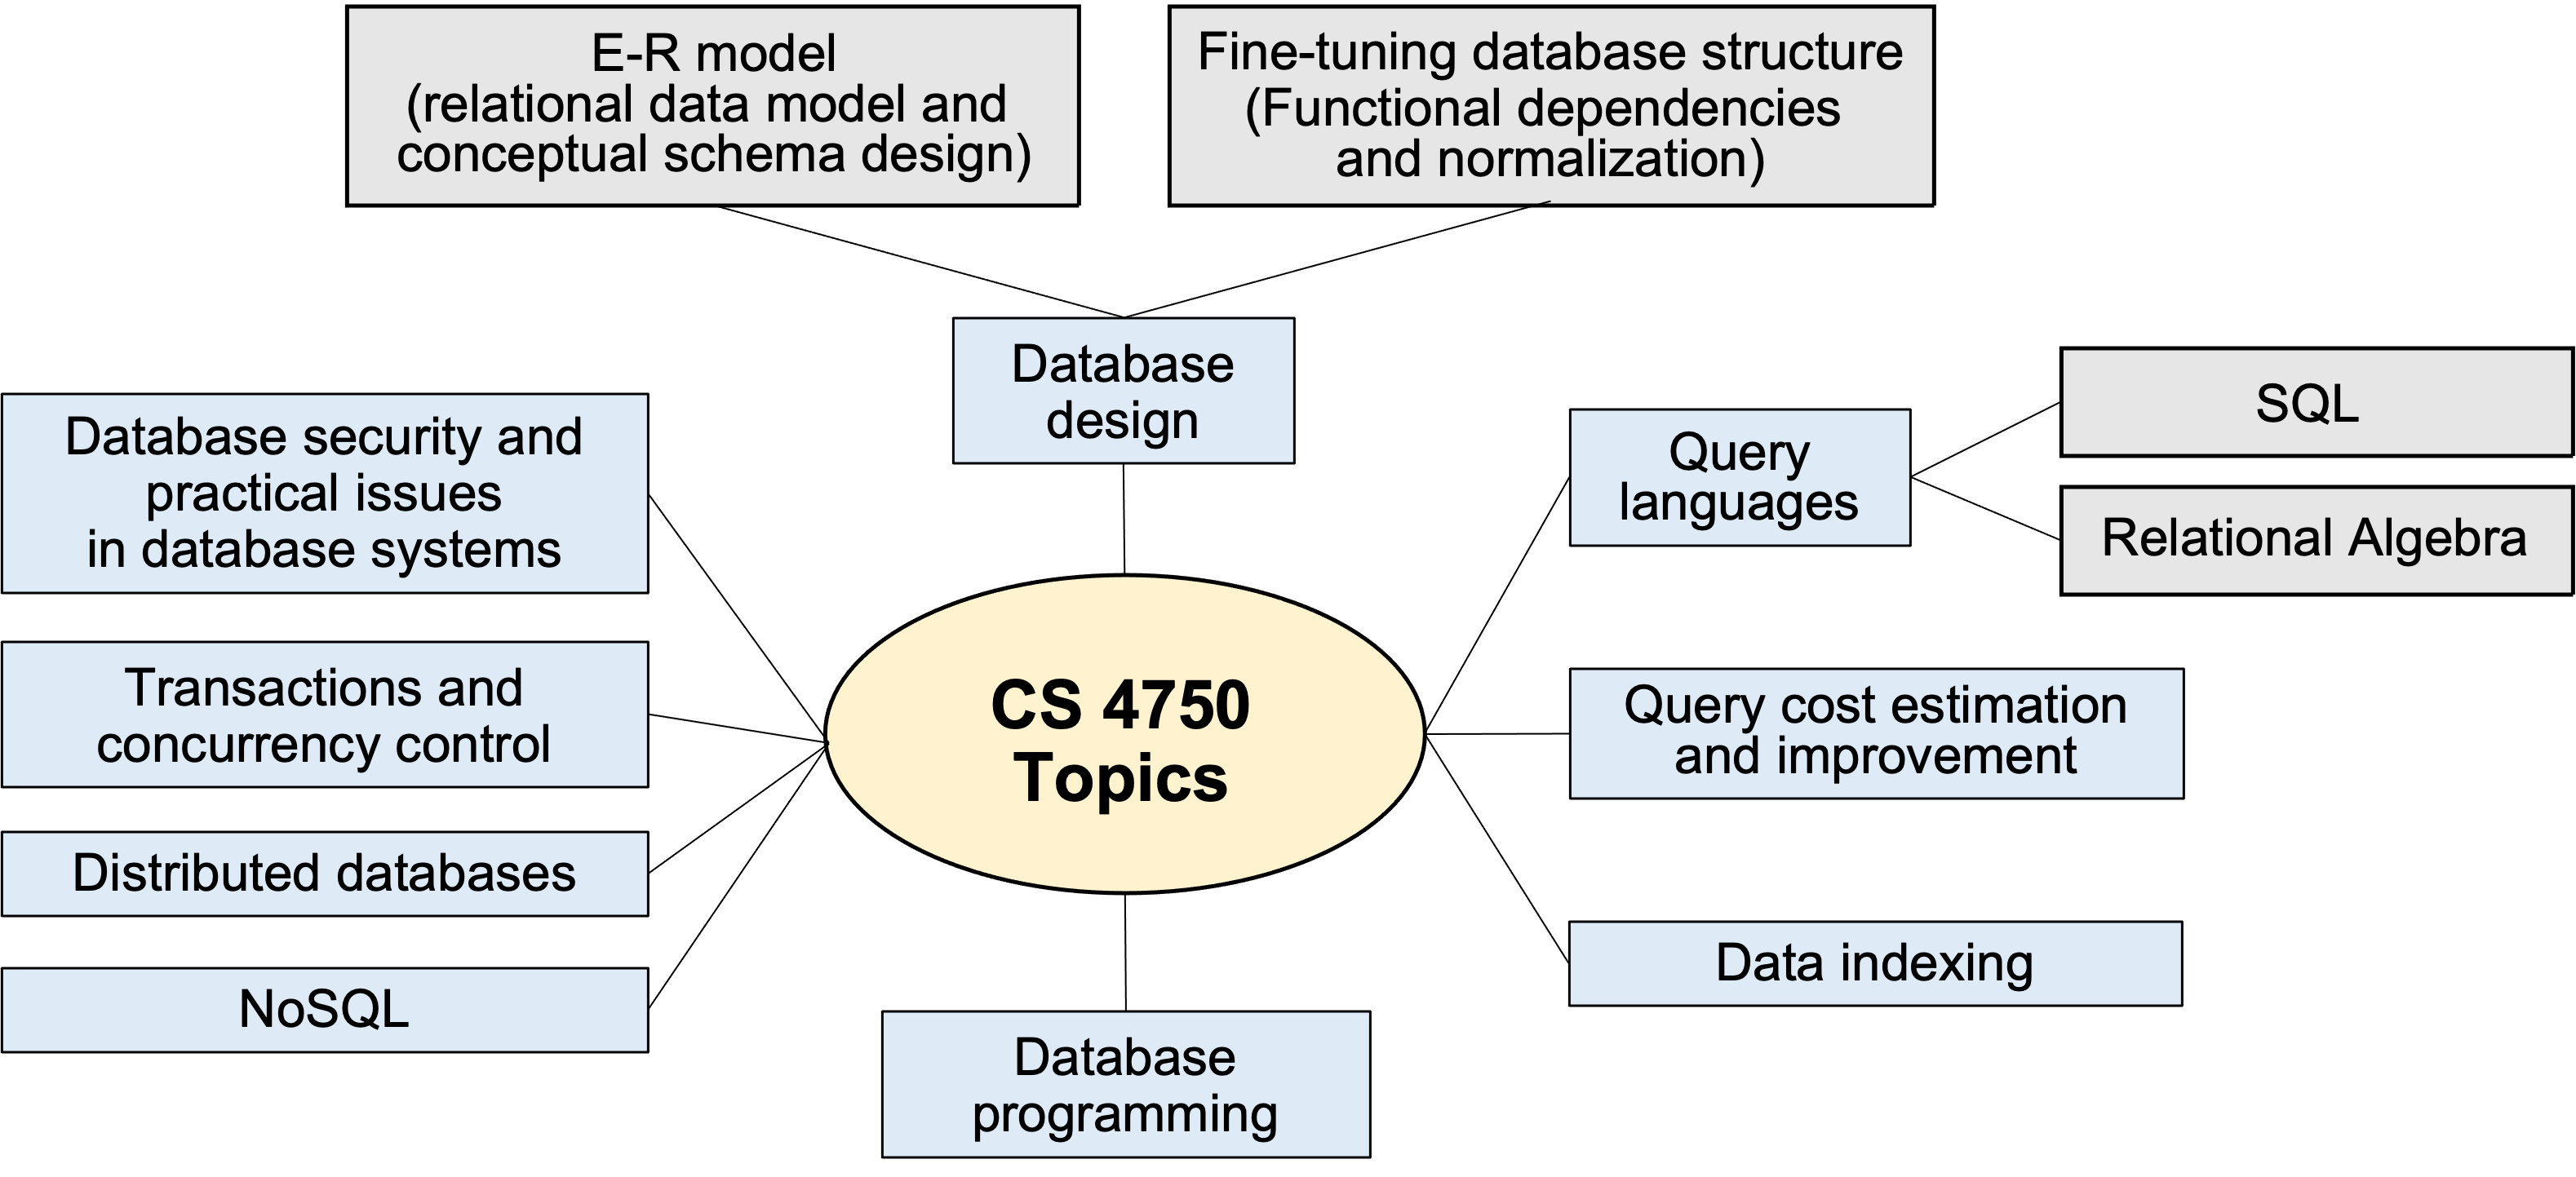 E-R model
(relational data model and
conceptual schema design)
Fine-tuning database structure
(Functional dependencies
and normalization)
Database
design
Database security and
practical issues
in database systems
Query
languages
SQL
Relational Algebra
Transactions and
concurrency control
CS 4750
Topics
Query cost estimation
and improvement
Distributed databases
Data indexing
NoSQL
Database
programming